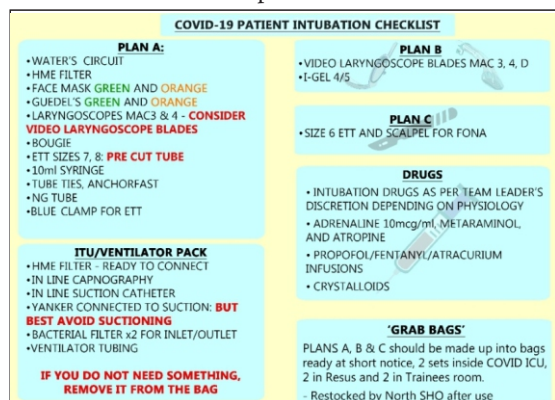 COVID-19 PATIENT INTUBATION CHECKLIST
PLAN A:
•WATER'S CIRCUIT
•HME FILTER
•FACE MASK GREEN AND ORANGE
•GUEDEL'S GREEN AND ORANGE
•LARYNGOSCOPES MAC3 & 4 - CONSIDER
VIDEO LARYNGOSCOPE BLADES
•BOUGIE
•ETT SIZES 7, 8: PRE CUT TUBE
•10ml SYRINGE
•TUBE TIES, ANCHORFAST
•NG TUBE
•BLUE CLAMP FOR ETT
ITU/VENTILATOR PACK
•HME FILTER - READY TO CONNECT
•IN LINE CAPNOGRAPHY
•IN LINE SUCTION CATHETER
•YANKER CONNECTED TO SUCTION: BUT
BEST AVOID SUCTIONING
•BACTERIAL FILTER x2 FOR INLET/OUTLET
•VENTILATOR TUBING
IF YOU DO NOT NEED SOMETHING,
REMOVE IT FROM THE BAG
PLAN B
•VIDEO LARYNGOSCOPE BLADES MAC 3, 4, D
•I-GEL 4/5
PLAN C
•SIZE 6 ETT AND SCALPEL FOR FONA
DRUGS
• INTUBATION DRUGS AS PER TEAM LEADER'S
DISCRETION DEPENDING ON PHYSIOLOGY
• ADRENALINE 10mcg/ml, METARAMINOL,
AND ATROPINE
• PROPOFOL/FENTANYL/ATRACURIUM
INFUSIONS
• CRYSTALLOIDS
'GRAB BAGS'
PLANS A, B & C should be made up into bags
ready at short notice, 2 sets inside COVID ICU,
2 in Resus and 2 in Trainees room.
- Restocked by North SHO after use